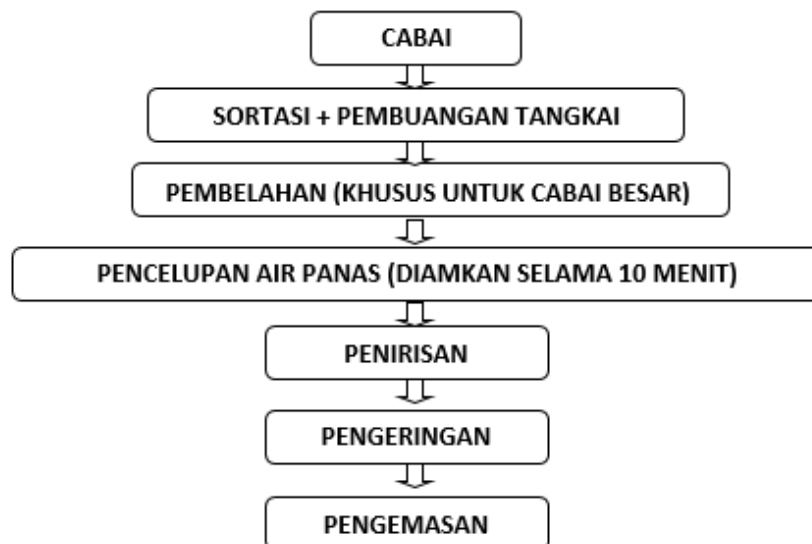 CABAI
SORTASI + PEMBUANGAN TANGKAI
PEMBELAHAN (KHUSUS UNTUK CABAI BESAR)
PENCELUPAN AIR PANAS (DIAMKAN SELAMA 10 MENIT)
PENIRISAN
PENGERINGAN
PENGEMASAN